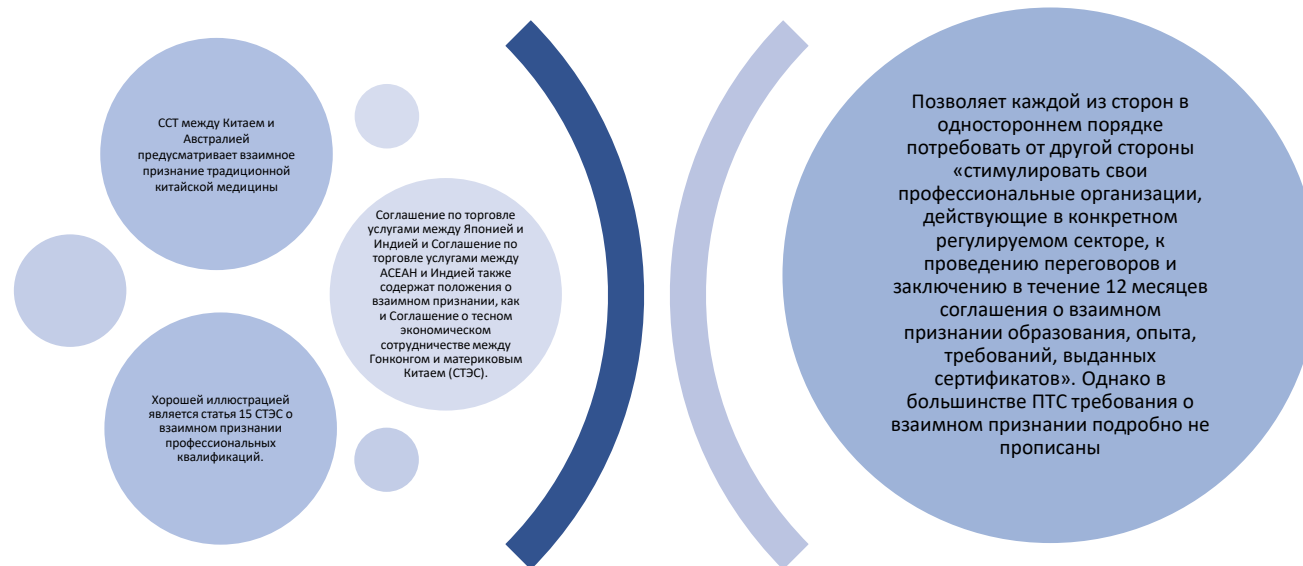 ССТ между Китаем и
Австралией
предусматривает взаимное
признание традиционной
китайской медицины
Соглашение по торговле
услугами между Японией и
Индией и Соглашение по
торговле услугами между
АСЕАН и Индией также
содержат положения о
взаимном признании, как
и Соглашение о тесном
экономическом
сотрудничестве между
Гонконгом и материковым
Китаем (СТЭС).
Хорошей иллюстрацией
является статья 15 СТЭС о
взаимном признании
профессиональных
квалификаций.
Позволяет каждой из сторон в
одностороннем порядке
потребовать от другой стороны
«стимулировать свои
профессиональные организации,
действующие в конкретном
регулируемом секторе, к
проведению переговоров и
заключению в течение 12 месяцев
соглашения о взаимном
признании образования, опыта,
требований, выданных
сертификатов». Однако в
большинстве ПТС требования о
взаимном признании подробно не
прописаны